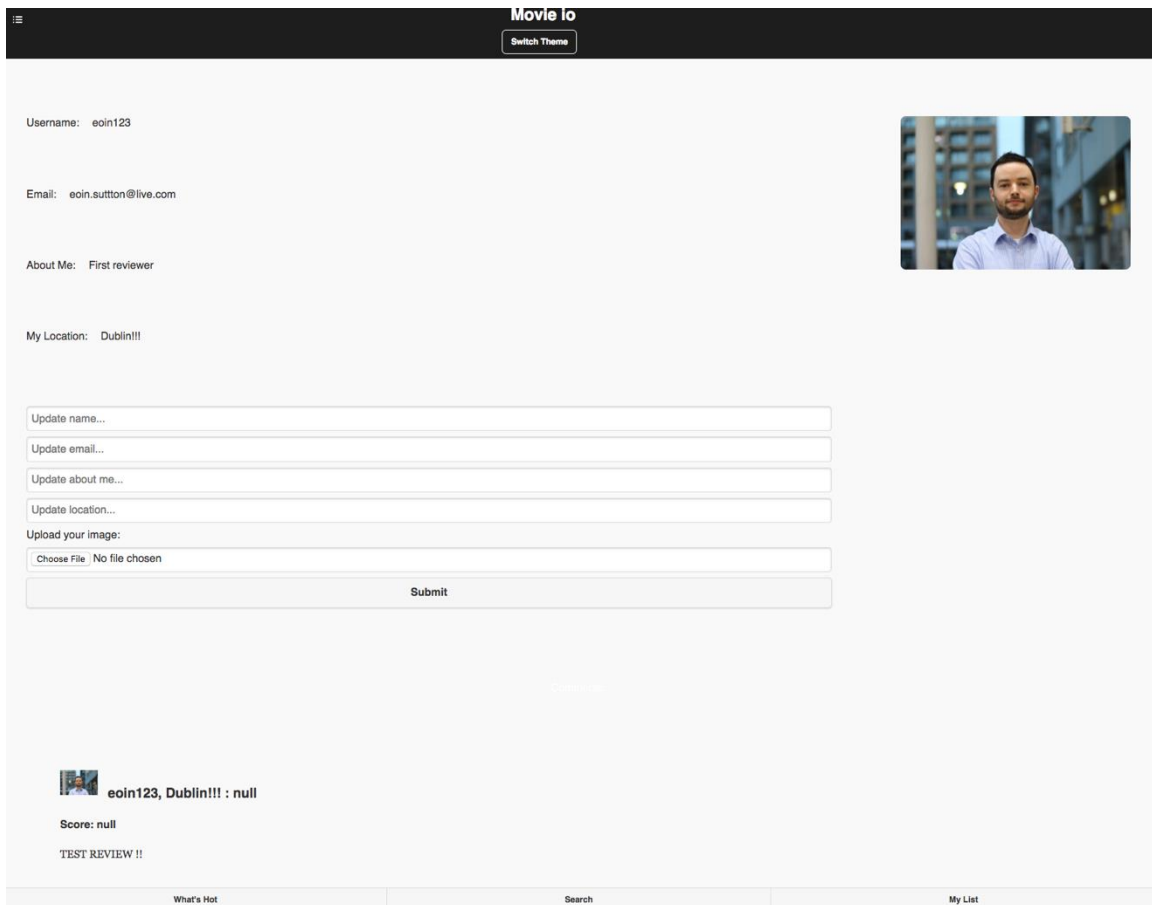 Movie io
Switch Theme
Username: eoin123
Email: eoin.suttton@live.com
About Me: First reviewer
My Location: Dublin!!!
Update name...
Update email...
Update about me...
Update location...
Upload your image:
Choose File No file chosen
Submit
eoin123, Dublin!!! : null
Score: null
TEST REVIEW !!
What's Hot Search My List